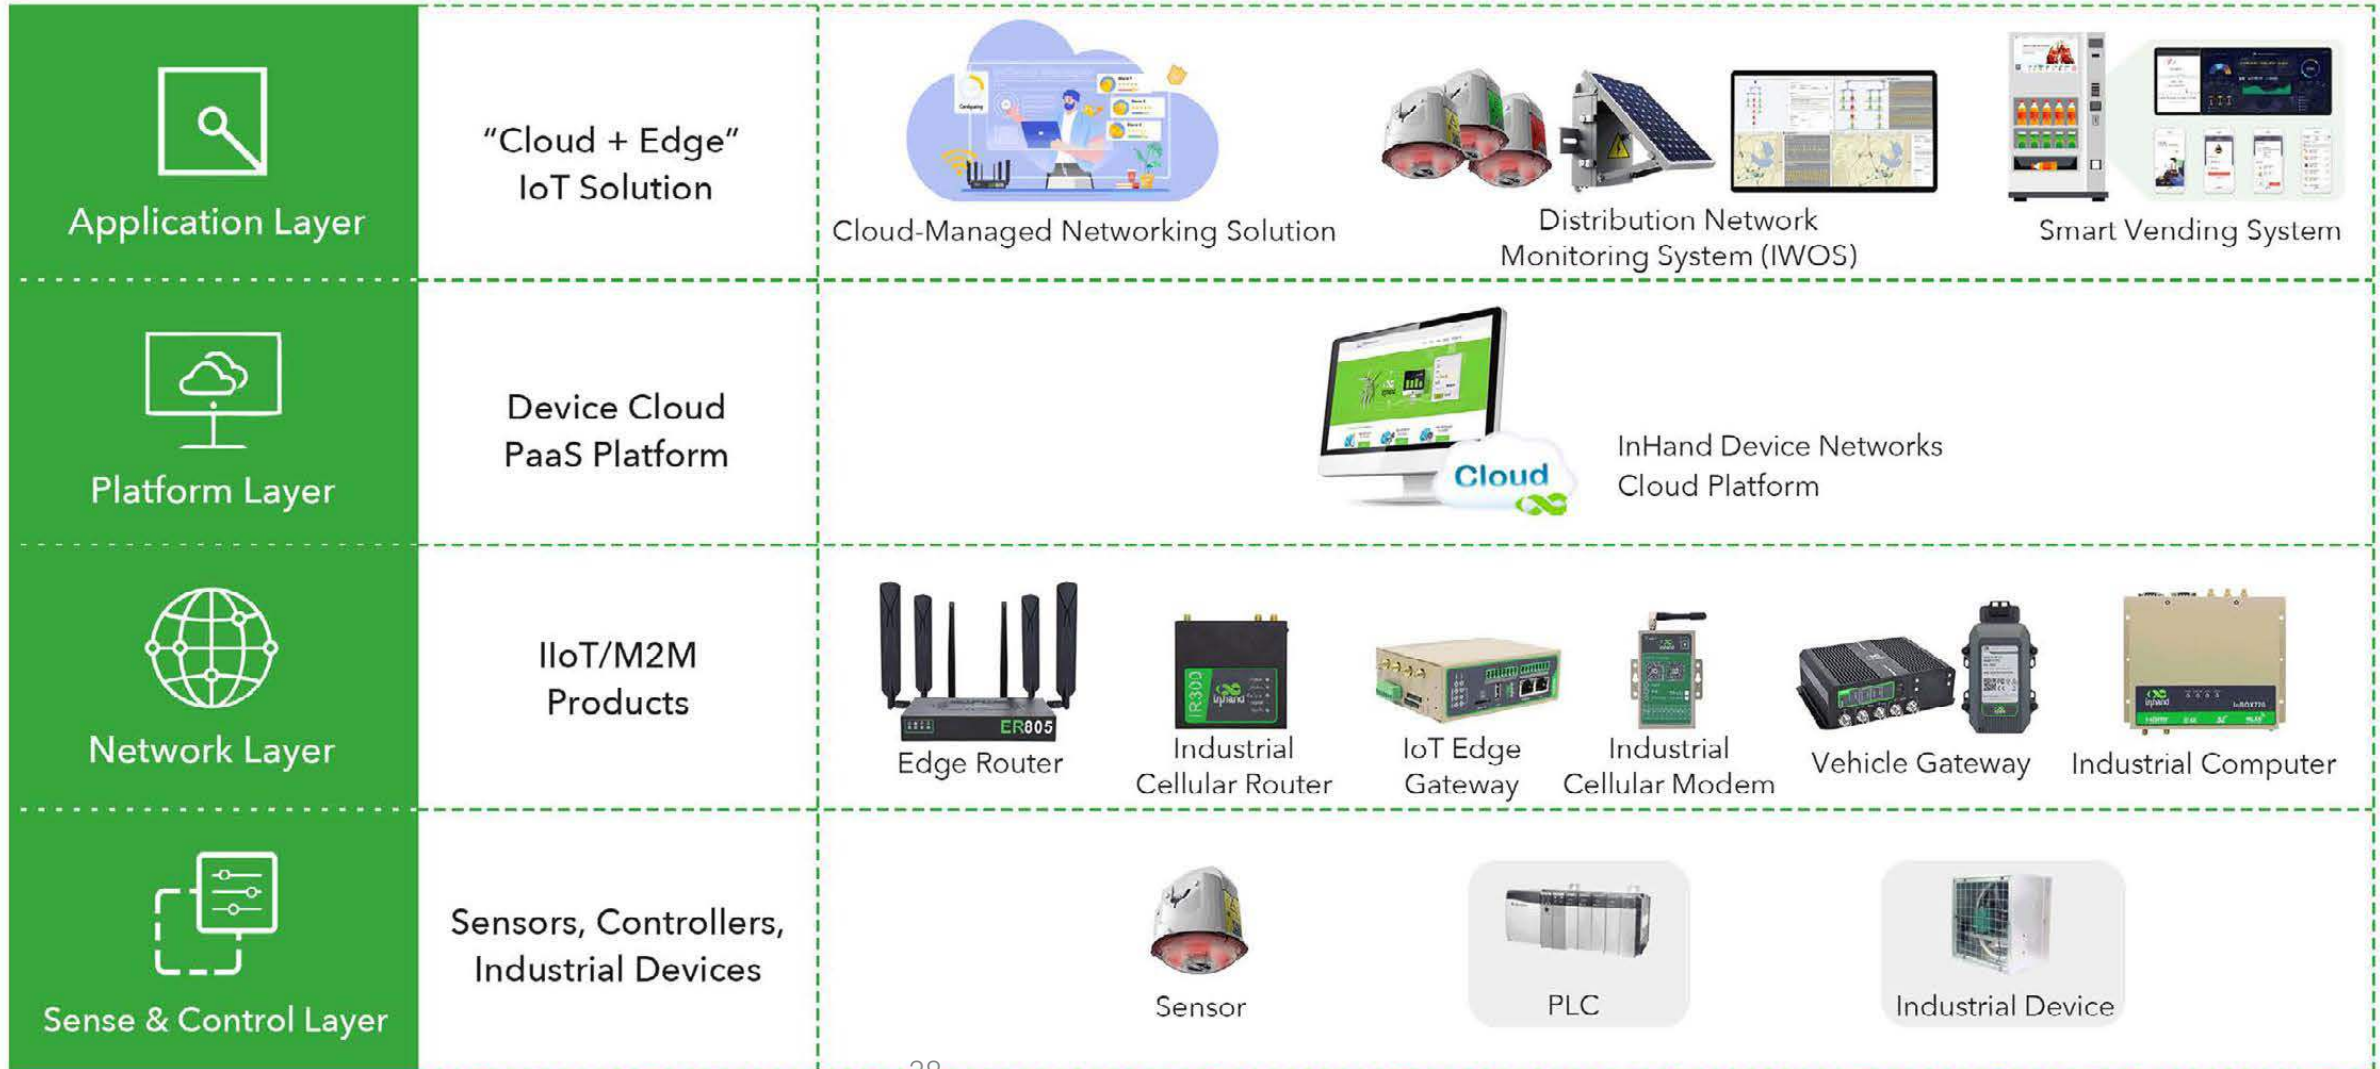 Application Layer
“Cloud + Edge“
IoT Solution
Cloud-Managed Networking Solution
Distribution Network
Monitoring System (IWOS)
Smart Vending System
Platform Layer
Device Cloud
PaaS Platform
Cloud
InHand Device Networks
Cloud Platform
Network Layer
IIoT/M2M
Products
ER805
Edge Router
IR300
inhand
Industrial
Cellular Router
IoT Edge
Gateway
Industrial
Cellular Modem
Vehicle Gateway
inhand
Industrial Computer
Sense & Control Layer
Sensors, Controllers,
Industrial Devices
Sensor
PLC
Industrial Device